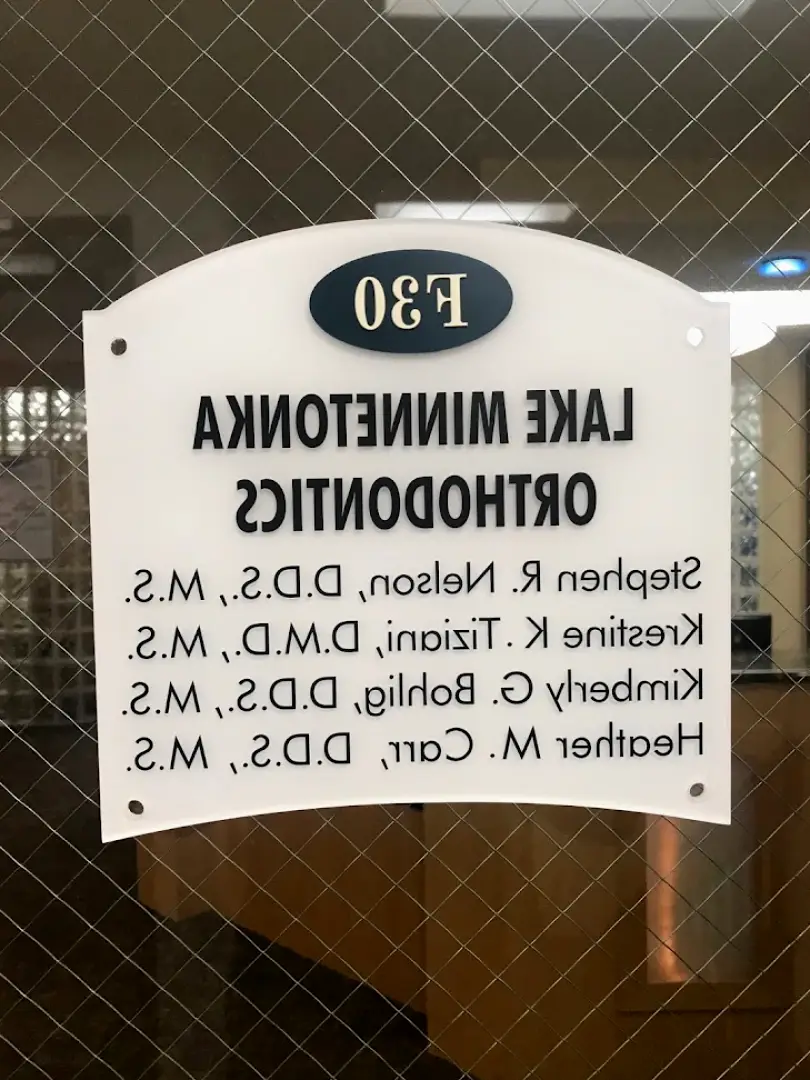 F30
LAKE MINNETONKA
ORTHODONTICS
Stephen R. Nelson, D.D.S., M.S.
Krestine K. Tiziani, D.M.D., M.S.
Kimberly G. Bohlig, D.D.S., M.S.
Heather M. Carr, D.D.S., M.S.